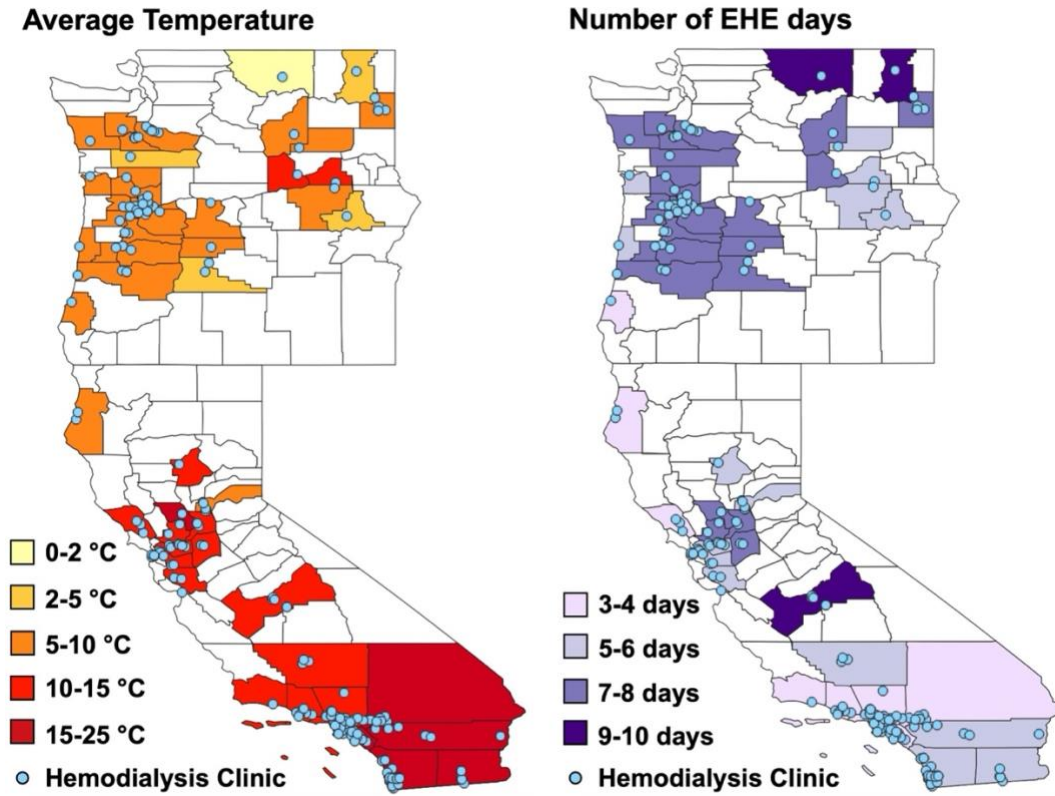 Average Temperature
0-2 °C
2-5 °C
5-10 °C
10-15 °C
15-25 °C
Hemodialysis Clinic
Number of EHE days
3-4 days
5-6 days
7-8 days
9-10 days
Hemodialysis Clinic